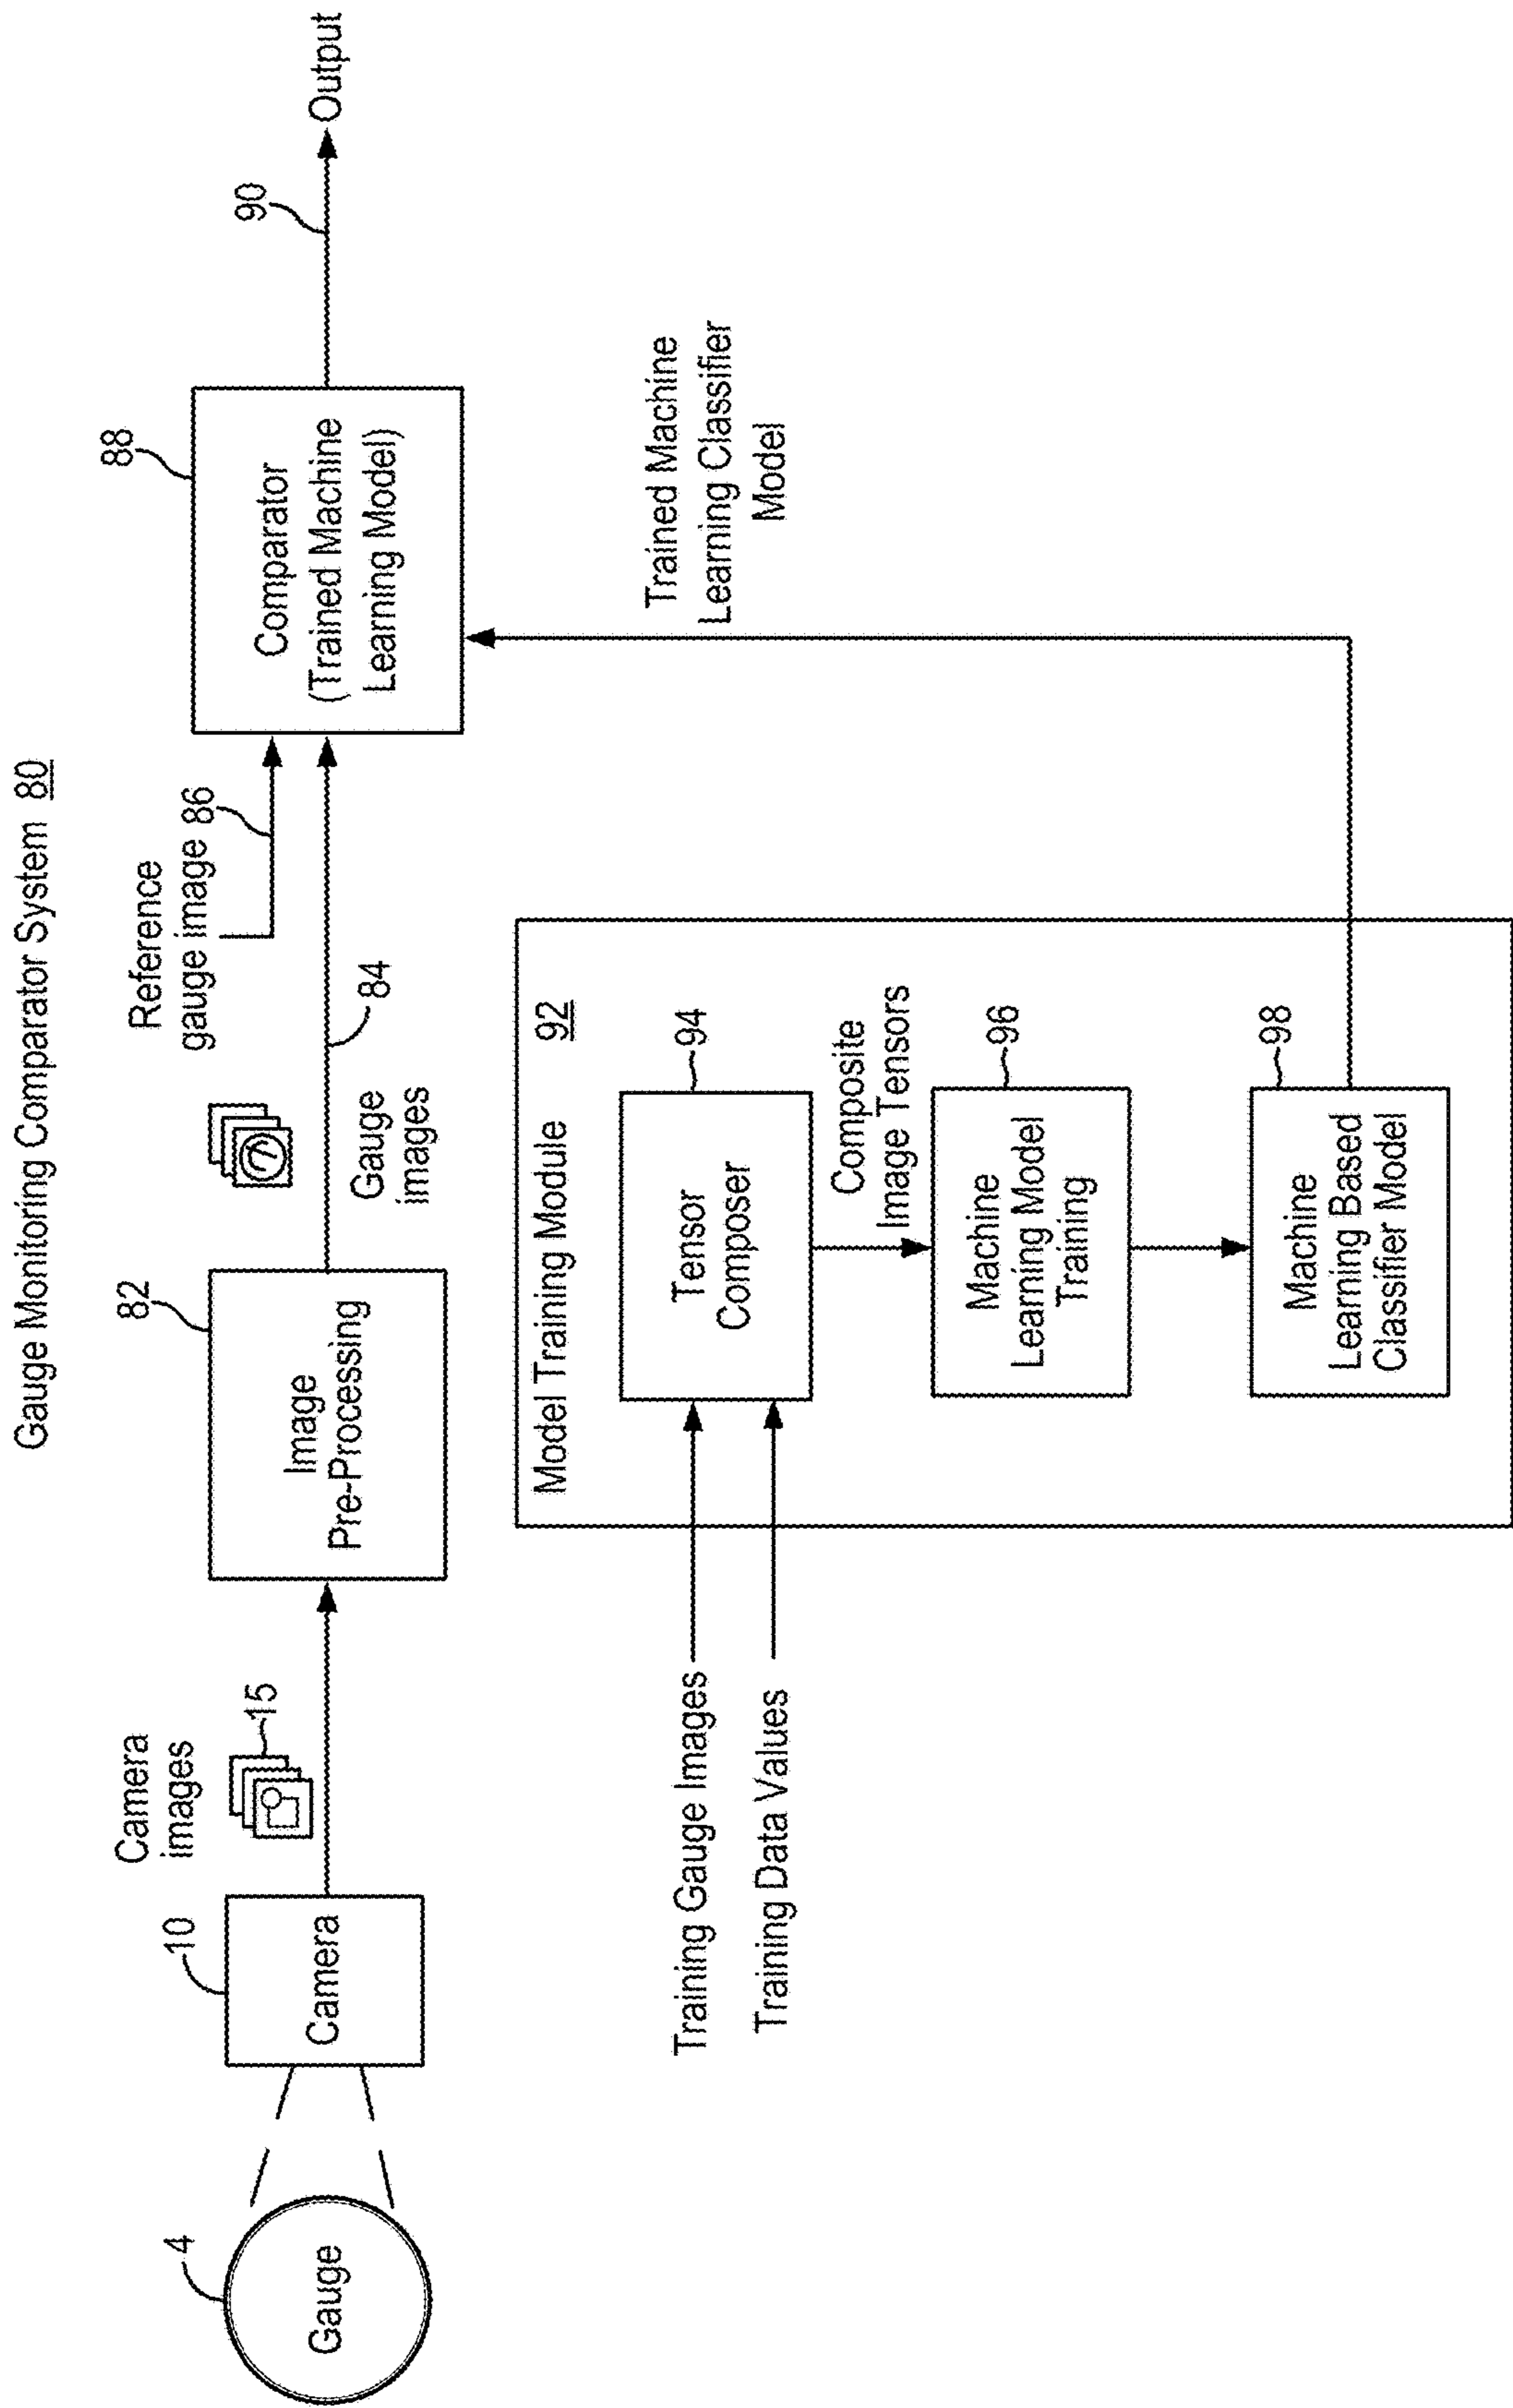 Gauge Monitoring Comparator System 80
4
Gauge
10
Camera
Camera
images
15
82
Image
Pre-Processing
Gauge
images
84
Reference
gauge image 86
88
Comparator
(Trained Machine
Learning Model)
90
Output
Trained Machine
Learning Classifier
Model
Training Gauge Images
Training Data Values
Model Training Module 92
94
Tensor
Composer
Composite
Image Tensors
96
Machine
Learning Model
Training
98
Machine
Learning Based
Classifier Model